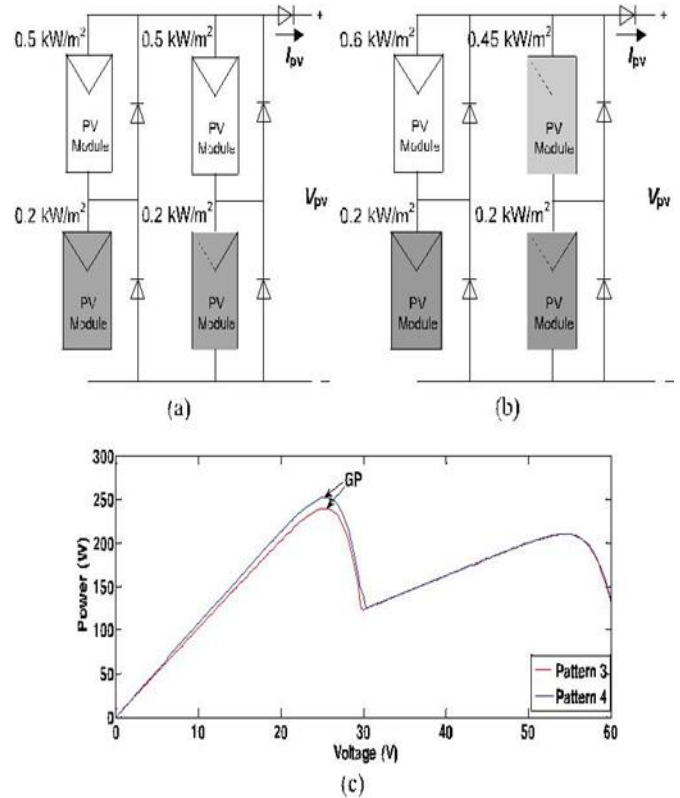 0.5 kW/m²
0.5 kW/m²
+
Ipv
PV
Module
PV
Module
Vpv
0.2 kW/m²
0.2 kW/m²
PV
Module
PV
Module
−
(a)
0.6 kW/m²
0.45 kW/m²
+
Ipv
PV
Module
PV
Module
Vpv
0.2 kW/m²
0.2 kW/m²
PV
Module
PV
Module
−
(b)
300
250
200
150
100
50
0
Power (W)
GP
Pattern 3
Pattern 4
0 10 20 30 40 50 60
Voltage (V)
(c)